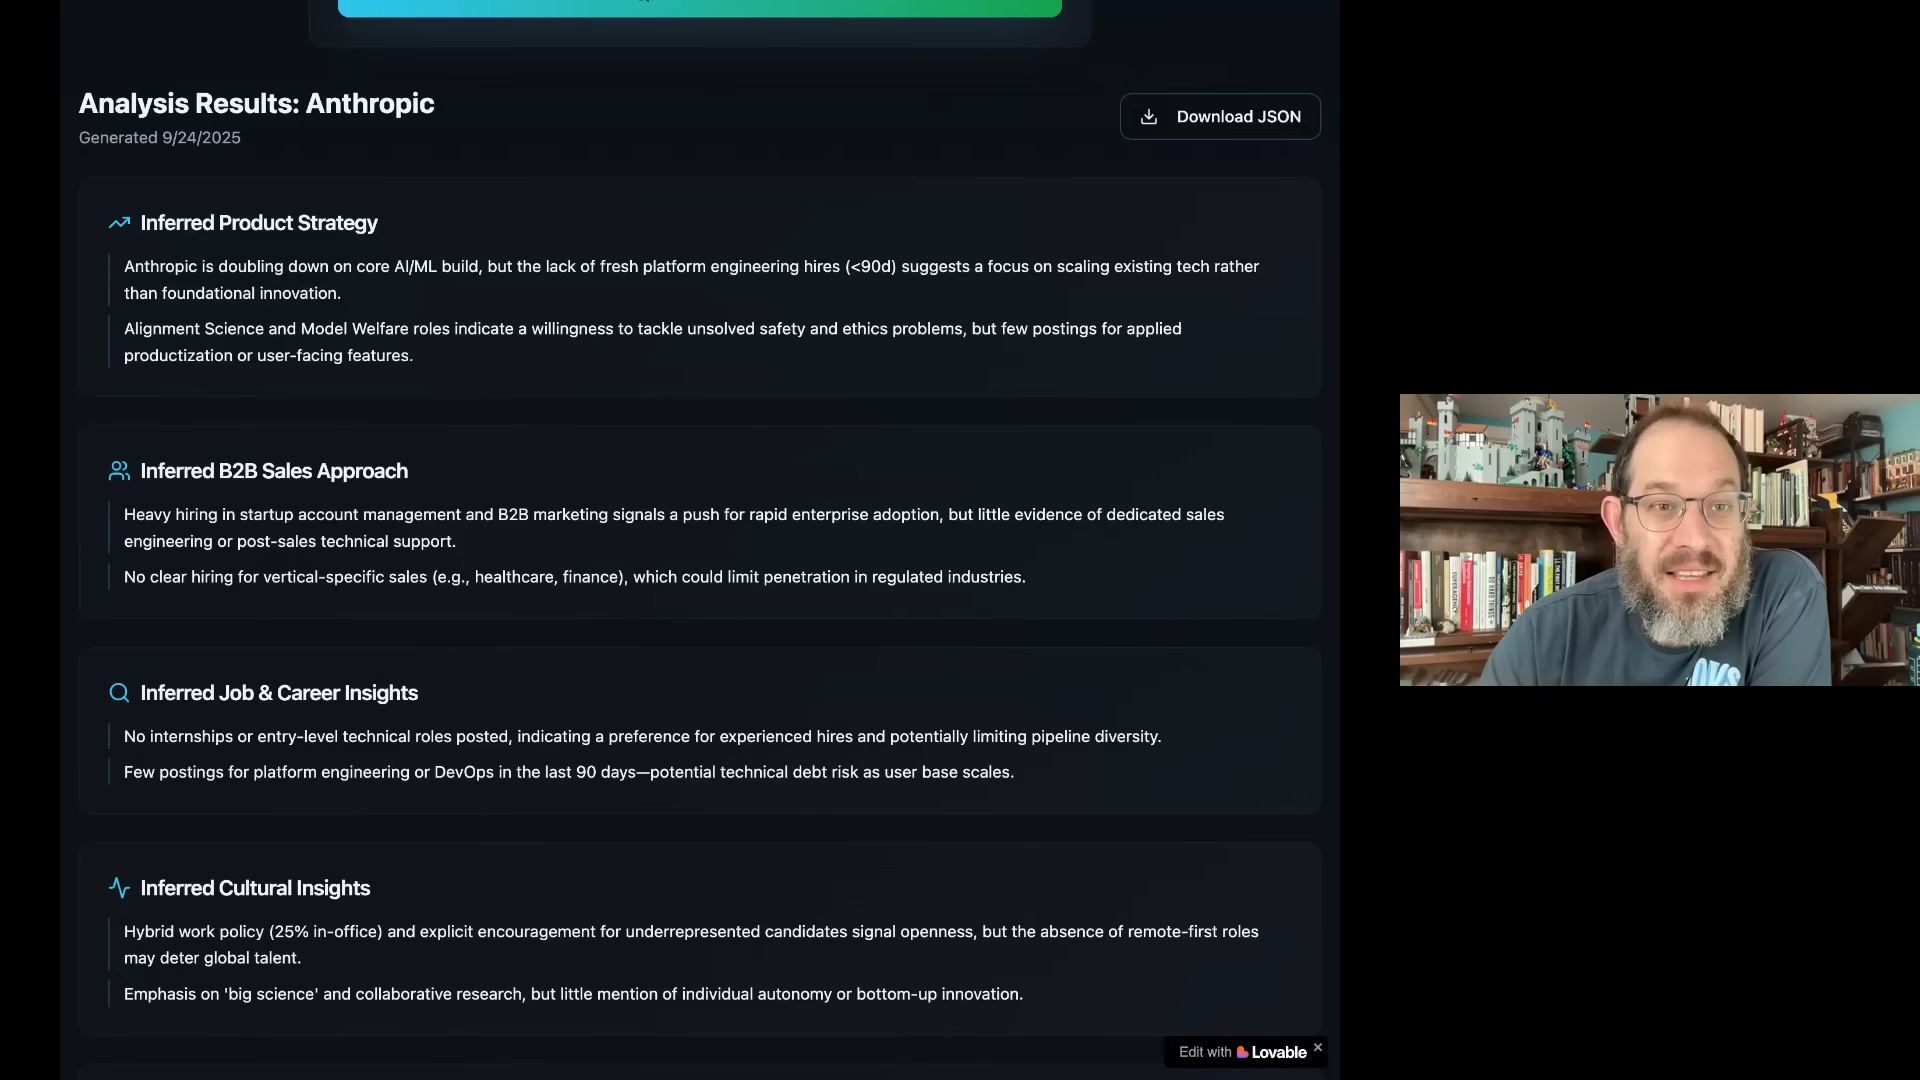 Analysis Results: Anthropic
Generated 9/24/2025
Download JSON
Inferred Product Strategy
Anthropic is doubling down on core AI/ML build, but the lack of fresh platform engineering hires (<90d) suggests a focus on scaling existing tech rather
than foundational innovation.
Alignment Science and Model Welfare roles indicate a willingness to tackle unsolved safety and ethics problems, but few postings for applied
productization or user-facing features.
Inferred B2B Sales Approach
Heavy hiring in startup account management and B2B marketing signals a push for rapid enterprise adoption, but little evidence of dedicated sales
engineering or post-sales technical support.
No clear hiring for vertical-specific sales (e.g., healthcare, finance), which could limit penetration in regulated industries.
Inferred Job & Career Insights
No internships or entry-level technical roles posted, indicating a preference for experienced hires and potentially limiting pipeline diversity.
Few postings for platform engineering or DevOps in the last 90 days—potential technical debt risk as user base scales.
Inferred Cultural Insights
Hybrid work policy (25% in-office) and explicit encouragement for underrepresented candidates signal openness, but the absence of remote-first roles
may deter global talent.
Emphasis on 'big science' and collaborative research, but little mention of individual autonomy or bottom-up innovation.
Edit with Lovable ×
SUPERAGENCY